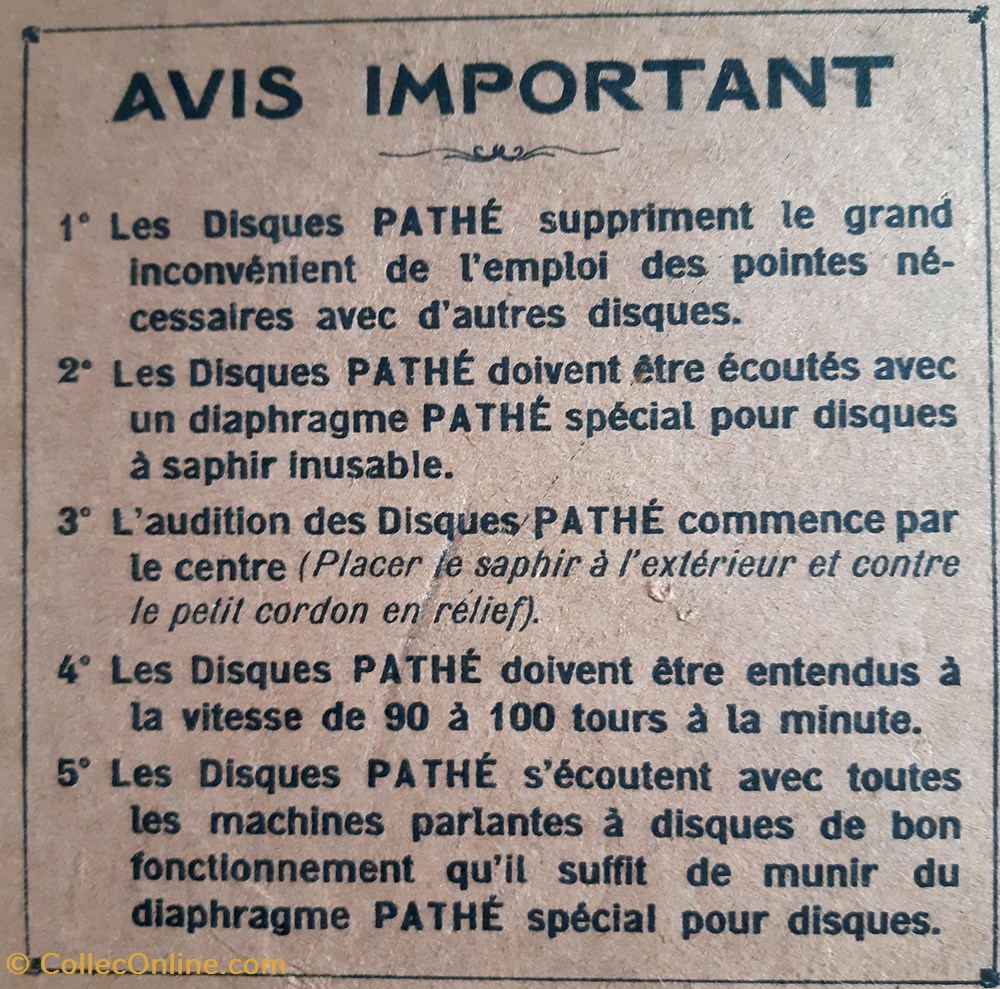 AVIS IMPORTANT
1° Les Disques PATHÉ suppriment le grand
inconvénient de l'emploi des pointes né-
cessaires avec d'autres disques.
2° Les Disques PATHÉ doivent être écoutés avec
un diaphragme PATHÉ spécial pour disques
à saphir inusable.
3° L'audition des Disques PATHÉ commence par
le centre (Placer le saphir à l'extérieur et contre
le petit cordon en relief).
4° Les Disques PATHÉ doivent être entendus à
la vitesse de 90 à 100 tours à la minute.
5° Les Disques PATHÉ s'écoutent avec toutes
les machines parlantes à disques de bon
fonctionnement qu'il suffit de munir du
diaphragme PATHÉ spécial pour disques.
© CollecOnline.com